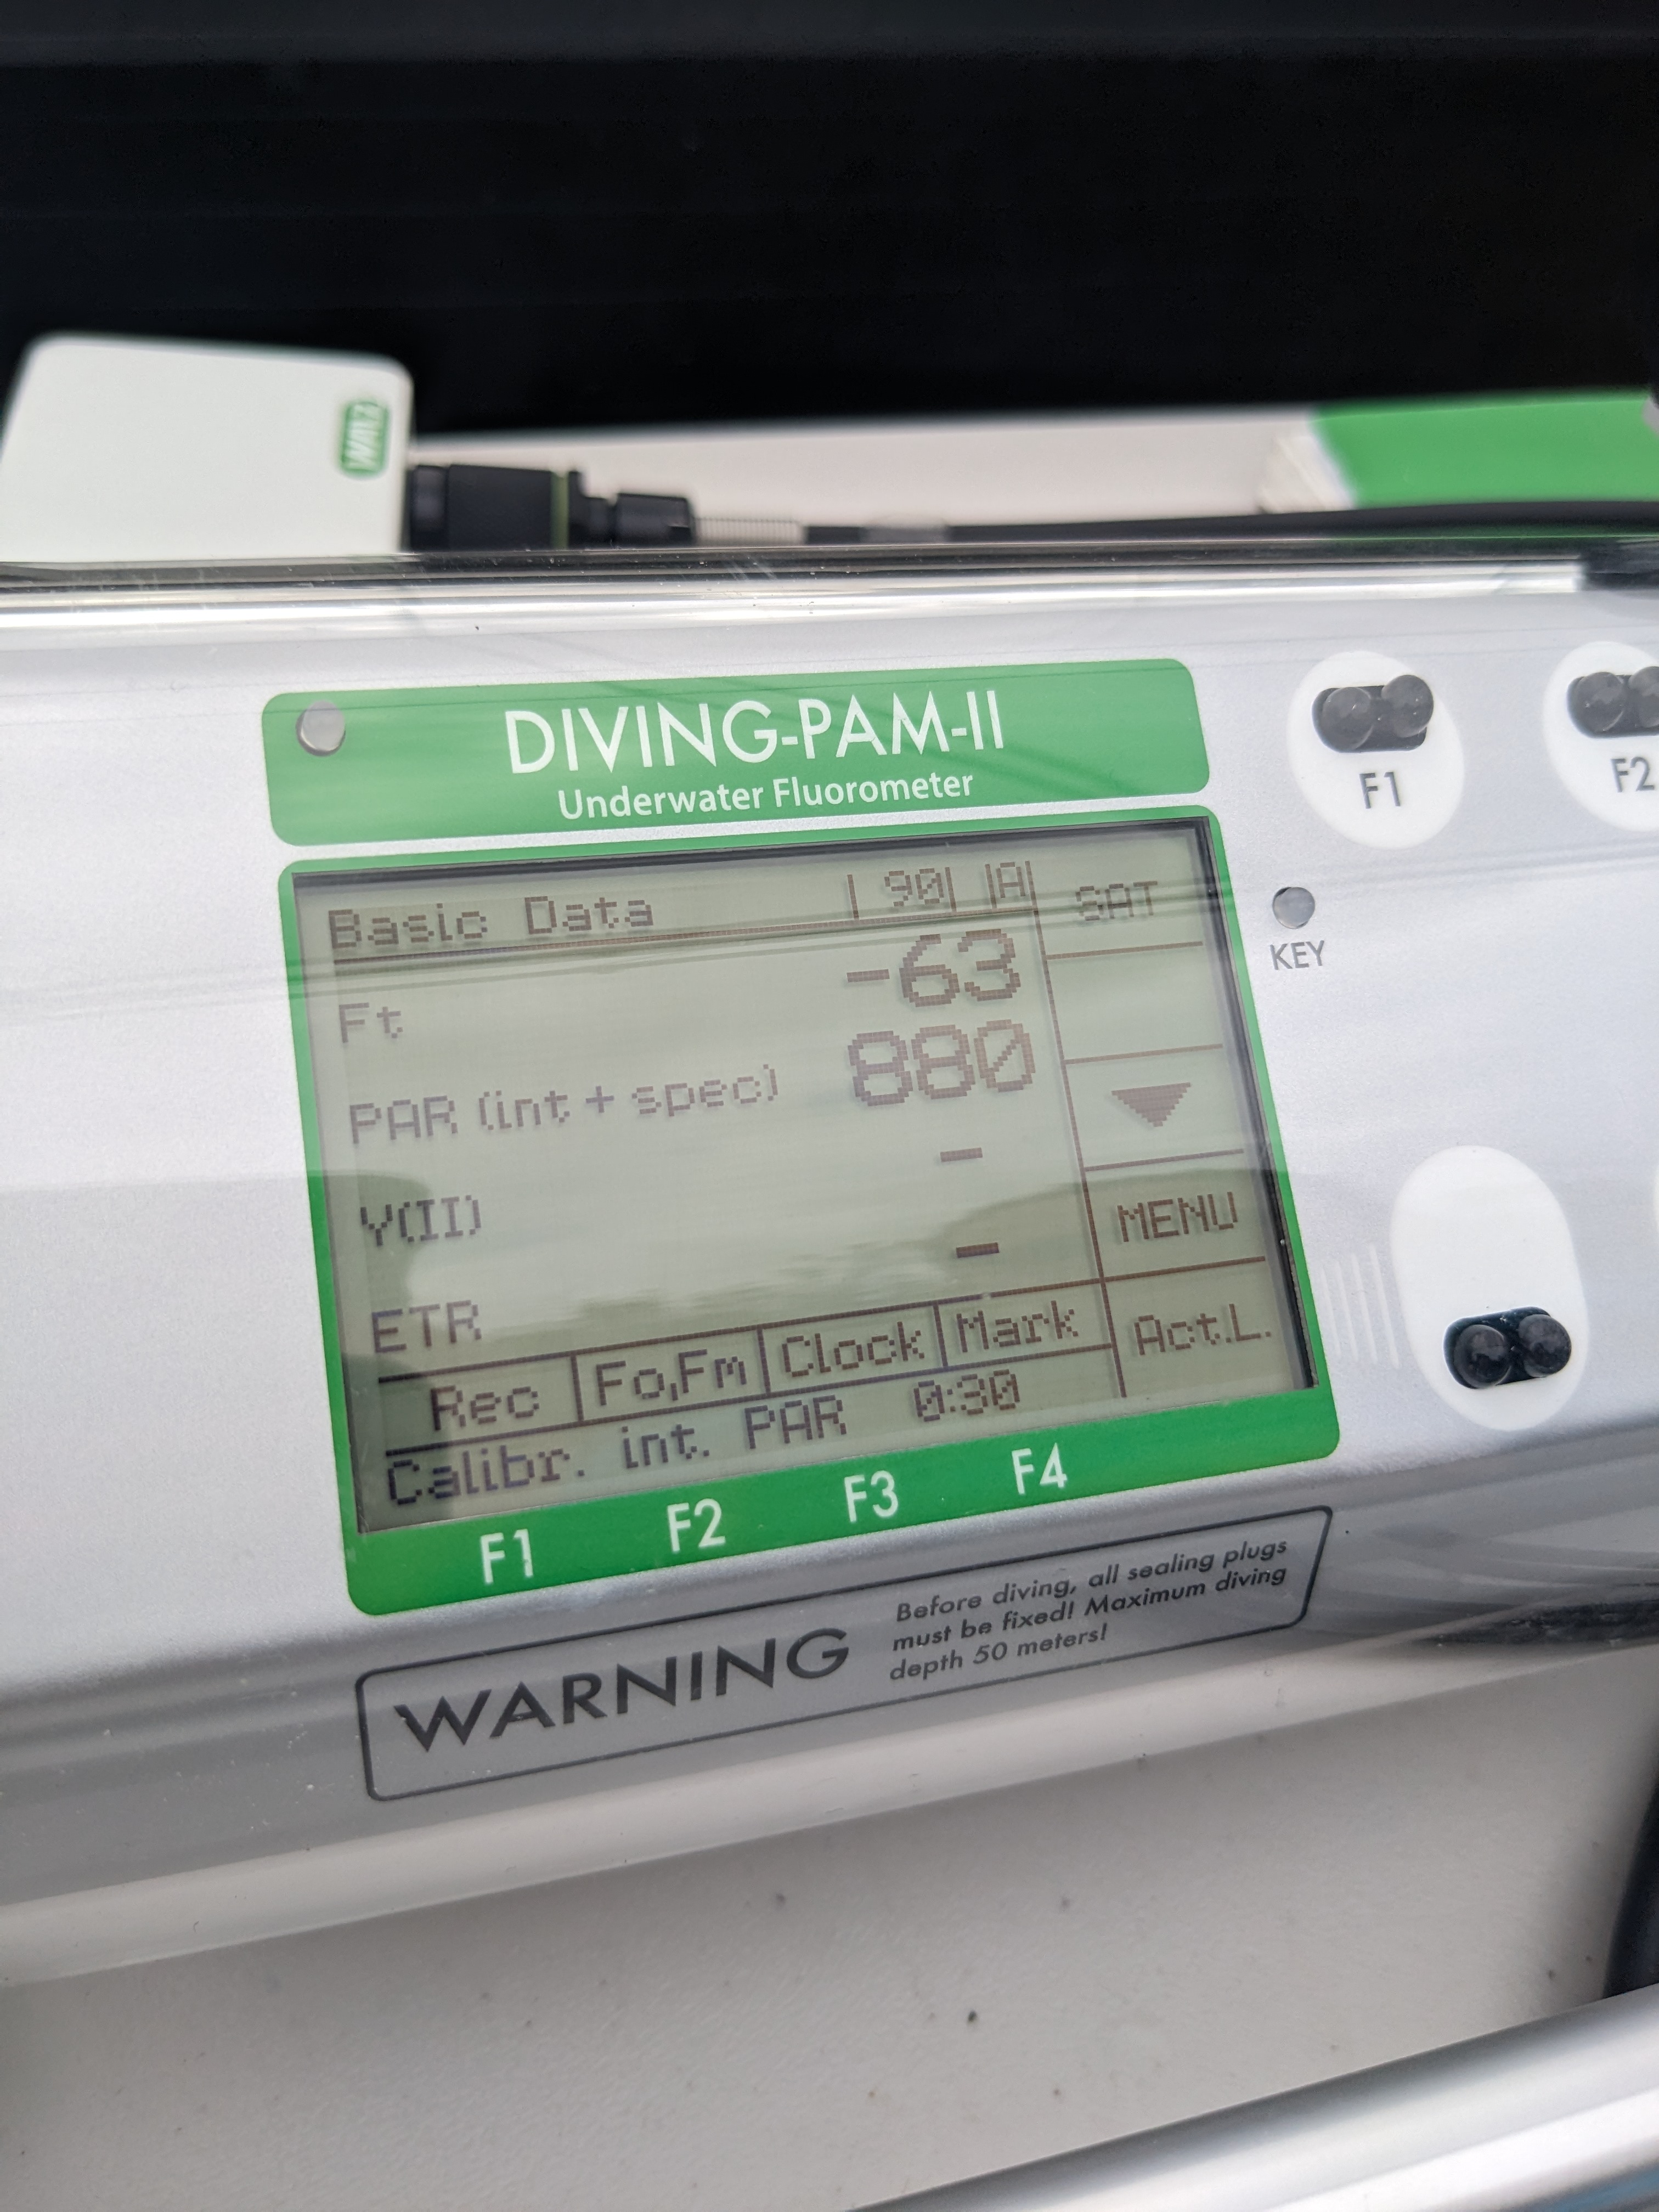 WALZ
DIVING-PAM-II
Underwater Fluorometer
F1
F2
KEY
Basic Data | 90| |A|
SAT
Ft -63
PAR (int + spec) 880
Y(II) -
MENU
ETR -
Act.L.
Rec Fo,Fm Clock Mark
Calibr. int. PAR 0:30
F1 F2 F3 F4
WARNING
Before diving, all sealing plugs
must be fixed! Maximum diving
depth 50 meters!